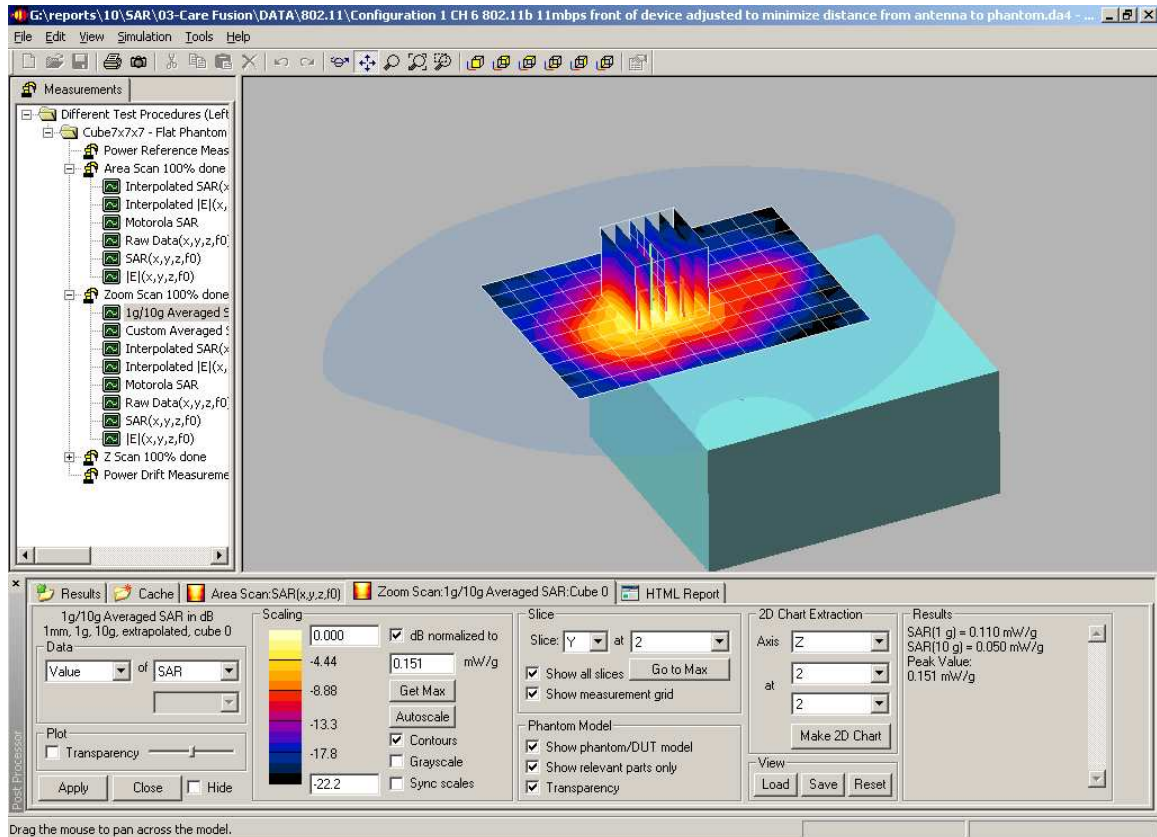 G:\reports\10\SAR\03-Care Fusion\DATA\802.11\Configuration 1 CH 6 802.11b 11mbps front of device adjusted to minimize distance from antenna to phantom.da4 - ...
File Edit View Simulation Tools Help
Measurements
Different Test Procedures (Left
Cube7x7x7 - Flat Phantom
Power Reference Meas
Area Scan 100% done
Interpolated SAR(x
Interpolated |E|(x,
Motorola SAR
Raw Data(x,y,z,f0)
SAR(x,y,z,f0)
|E|(x,y,z,f0)
Zoom Scan 100% done
1g/10g Averaged S
Custom Averaged S
Interpolated SAR(x
Interpolated |E|(x,
Motorola SAR
Raw Data(x,y,z,f0)
SAR(x,y,z,f0)
|E|(x,y,z,f0)
Z Scan 100% done
Power Drift Measureme
Results Cache Area Scan:SAR(x,y,z,f0) Zoom Scan:1g/10g Averaged SAR:Cube 0 HTML Report
1g/10g Averaged SAR in dB
1mm, 1g, 10g, extrapolated, cube 0
Data
Value of SAR
Plot
Transparency
Apply Close Hide
Post Processor
Scaling
0.000
-4.44
-8.88
-13.3
-17.8
-22.2
dB normalized to
0.151 mW/g
Get Max
Autoscale
Contours
Grayscale
Sync scales
Slice
Slice: Y at 2
Show all slices Go to Max
Show measurement grid
Phantom Model
Show phantom/DUT model
Show relevant parts only
Transparency
2D Chart Extraction
Axis Z
at 2
2
Make 2D Chart
View
Load Save Reset
Results
SAR(1 g) = 0.110 mW/g
SAR(10 g) = 0.050 mW/g
Peak Value:
0.151 mW/g
Drag the mouse to pan across the model.